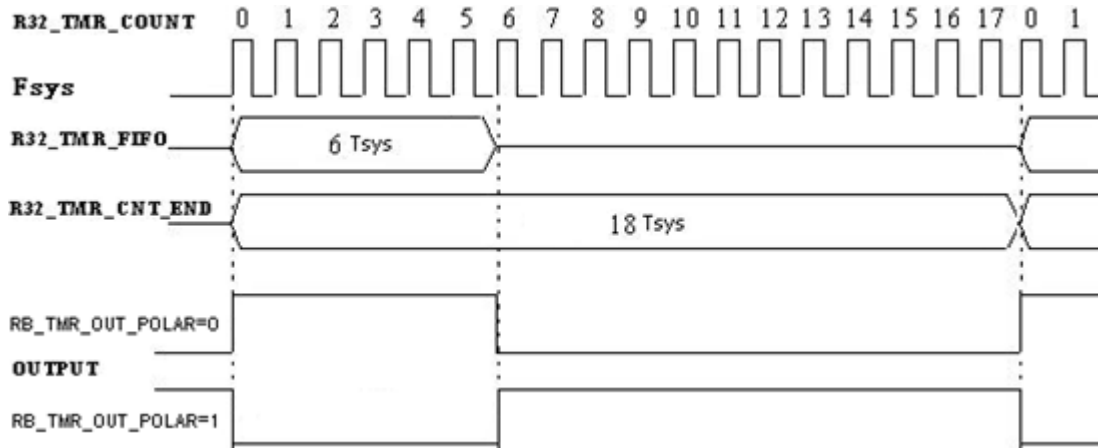 R32_TMR_COUNT 0 1 2 3 4 5 6 7 8 9 10 11 12 13 14 15 16 17 0 1
Fsys
R32_TMR_FIFO 6 Tsys
R32_TMR_CNT_END 18 Tsys
RB_TMR_OUT_POLAR=0
OUTPUT
RB_TMR_OUT_POLAR=1